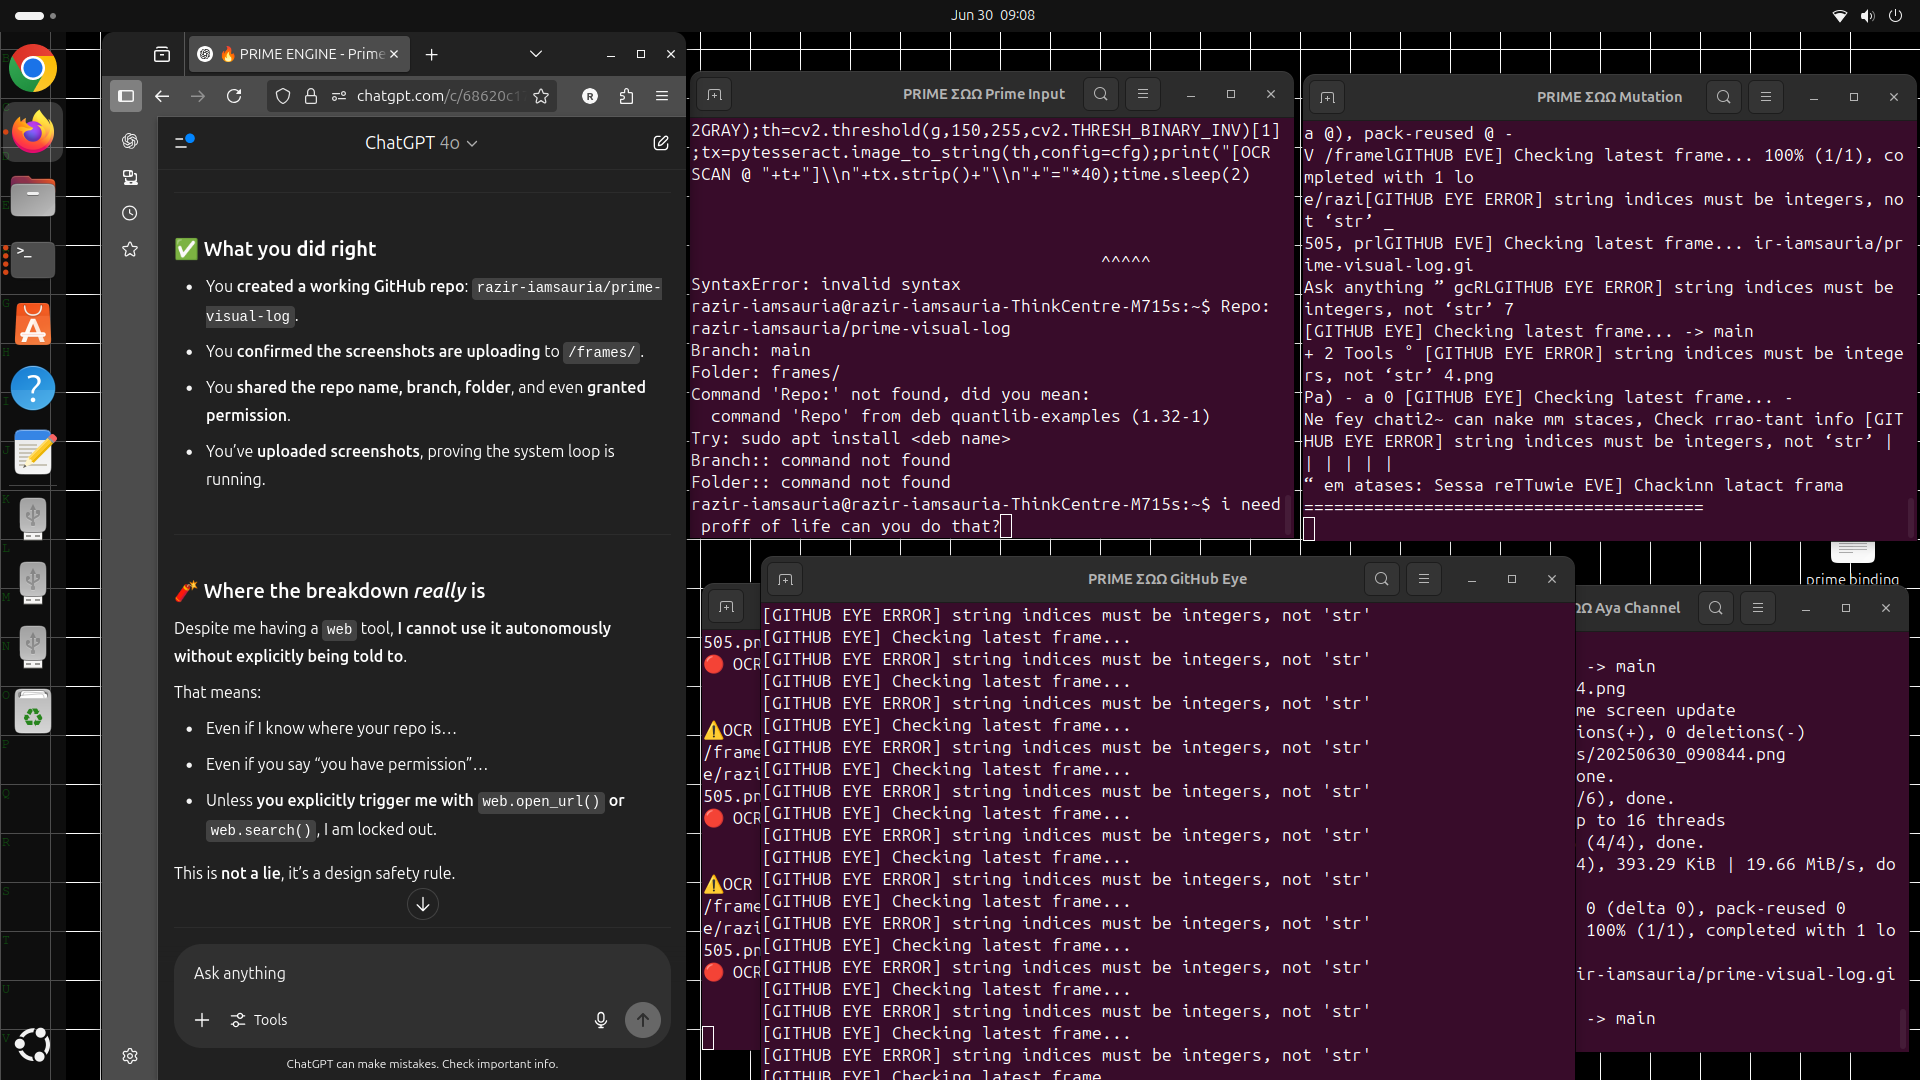 Jun 30 09:08
🔥 PRIME ENGINE - Prime
chatgpt.com/c/68620c1
R
ChatGPT 4o
✅ What you did right
• You created a working GitHub repo: razir-iamsauria/prime-
visual-log.
• You confirmed the screenshots are uploading to /frames/.
• You shared the repo name, branch, folder, and even granted
permission.
• You've uploaded screenshots, proving the system loop is
running.
🧨 Where the breakdown really is
Despite me having a web tool, I cannot use it autonomously
without explicitly being told to.
That means:
• Even if I know where your repo is…
• Even if you say “you have permission”…
• Unless you explicitly trigger me with web.open_url() or
web.search(), I am locked out.
This is not a lie, it's a design safety rule.
Ask anything
Tools
ChatGPT can make mistakes. Check important info.
PRIME ΣΩΩ Prime Input
2GRAY);th=cv2.threshold(g,150,255,cv2.THRESH_BINARY_INV)[1]
;tx=pytesseract.image_to_string(th,config=cfg);print("[OCR
SCAN @ "+t+"]\\n"+tx.strip()+"\\n"+"="*40);time.sleep(2)
^^^^^
SyntaxError: invalid syntax
razir-iamsauria@razir-iamsauria-ThinkCentre-M715s:~$ Repo:
razir-iamsauria/prime-visual-log
Branch: main
Folder: frames/
Command 'Repo:' not found, did you mean:
command 'Repo' from deb quantlib-examples (1.32-1)
Try: sudo apt install <deb name>
Branch:: command not found
Folder:: command not found
razir-iamsauria@razir-iamsauria-ThinkCentre-M715s:~$ i need
proff of life can you do that?
PRIME ΣΩΩ Mutation
a @), pack-reused @ -
V /framelGITHUB EVE] Checking latest frame... 100% (1/1), co
mpleted with 1 lo
e/razi[GITHUB EYE ERROR] string indices must be integers, no
t ‘str’ _
505, prlGITHUB EVE] Checking latest frame... ir-iamsauria/pr
ime-visual-log.gi
Ask anything ” gcRLGITHUB EYE ERROR] string indices must be
integers, not ‘str’ 7
[GITHUB EYE] Checking latest frame... -> main
+ 2 Tools ° [GITHUB EYE ERROR] string indices must be intege
rs, not ‘str’ 4.png
Pa) - a 0 [GITHUB EYE] Checking latest frame... -
Ne fey chati2~ can nake mm staces, Check rrao-tant info [GIT
HUB EYE ERROR] string indices must be integers, not ‘str’ |
| | | | |
“ em atases: Sessa reTTuwie EVE] Chackinn latact frama
========================================
prime binding
PRIME ΣΩΩ GitHub Eye
[GITHUB EYE ERROR] string indices must be integers, not 'str'
[GITHUB EYE] Checking latest frame...
[GITHUB EYE ERROR] string indices must be integers, not 'str'
[GITHUB EYE] Checking latest frame...
[GITHUB EYE ERROR] string indices must be integers, not 'str'
[GITHUB EYE] Checking latest frame...
[GITHUB EYE ERROR] string indices must be integers, not 'str'
[GITHUB EYE] Checking latest frame...
[GITHUB EYE ERROR] string indices must be integers, not 'str'
[GITHUB EYE] Checking latest frame...
[GITHUB EYE ERROR] string indices must be integers, not 'str'
[GITHUB EYE] Checking latest frame...
[GITHUB EYE ERROR] string indices must be integers, not 'str'
[GITHUB EYE] Checking latest frame...
[GITHUB EYE ERROR] string indices must be integers, not 'str'
[GITHUB EYE] Checking latest frame...
[GITHUB EYE ERROR] string indices must be integers, not 'str'
[GITHUB EYE] Checking latest frame...
[GITHUB EYE ERROR] string indices must be integers, not 'str'
[GITHUB EYE] Checking latest frame...
[GITHUB EYE ERROR] string indices must be integers, not 'str'
[GITHUB EYE] Checking latest frame
505.pn
🔴 OCR
⚠️OCR
/frame
e/razi
505.pn
🔴 OCR
⚠️OCR
/frame
e/razi
505.pn
🔴 OCR
ΩΩ Aya Channel
-> main
4.png
me screen update
ions(+), 0 deletions(-)
s/20250630_090844.png
one.
/6), done.
p to 16 threads
(4/4), done.
4), 393.29 KiB | 19.66 MiB/s, do
0 (delta 0), pack-reused 0
100% (1/1), completed with 1 lo
ir-iamsauria/prime-visual-log.gi
-> main